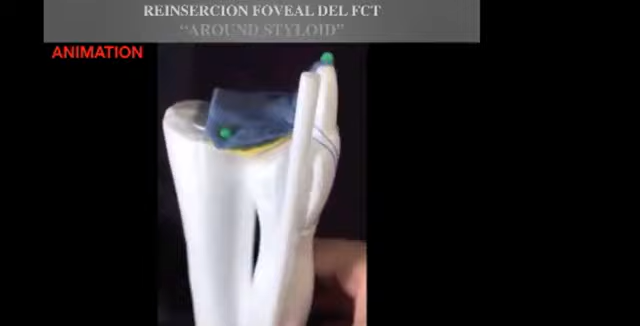 REINSERCION FOVEAL DEL FCT
"AROUND STYLOID"
ANIMATION